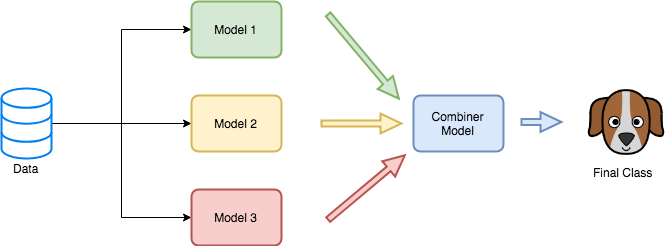 Model 1
Data
Model 2
Combiner
Model
Final Class
Model 3